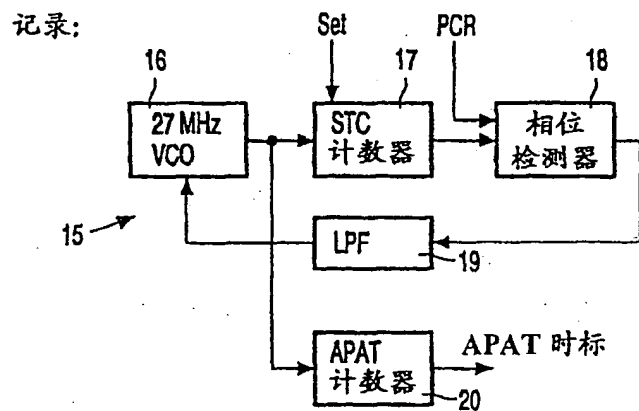 记录;
Set
PCR
16
17
18
27 MHz
VCO
STC
计数器
相位
检测器
15
LPF
19
APAT
计数器
APAT 时标
20